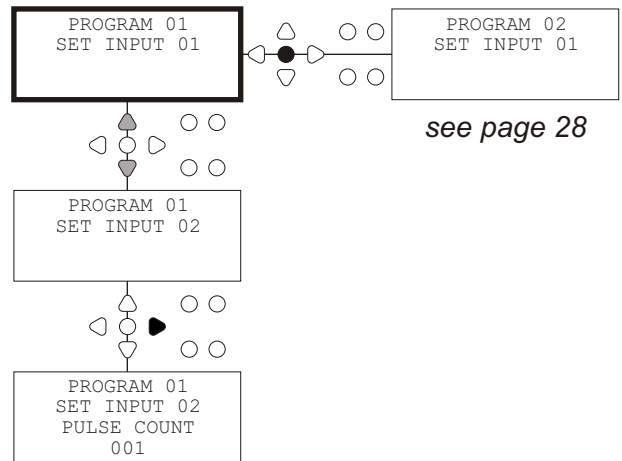 PROGRAM 01
SET INPUT 01
PROGRAM 02
SET INPUT 01
see page 28
PROGRAM 01
SET INPUT 02
PROGRAM 01
SET INPUT 02
PULSE COUNT
001